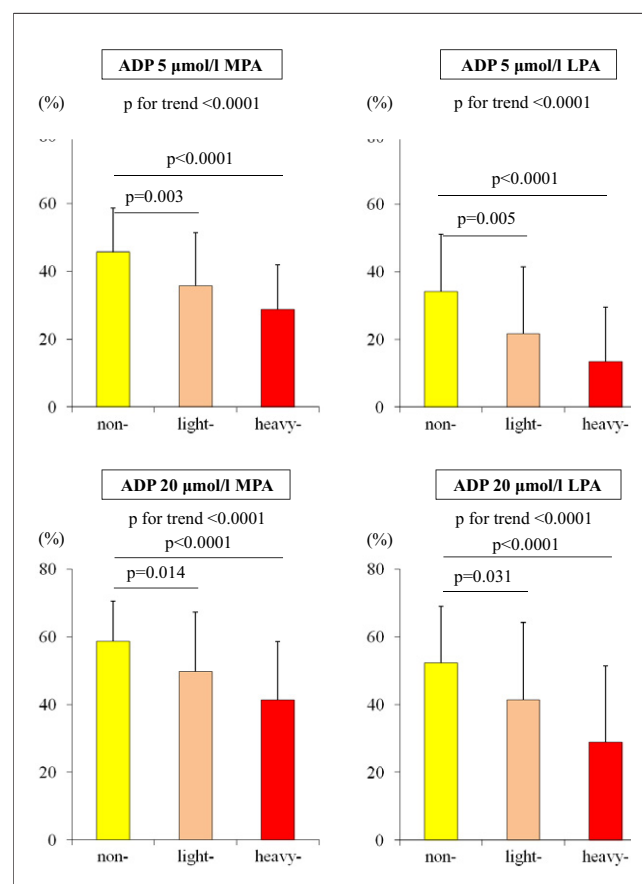 ADP 5 µmol/l MPA
(%)
p for trend <0.0001
80
p<0.0001
60
p=0.003
40
20
0
non-
light-
heavy-
ADP 5 µmol/l LPA
(%)
p for trend <0.0001
80
p<0.0001
60
p=0.005
40
20
0
non-
light-
heavy-
ADP 20 µmol/l MPA
p for trend <0.0001
(%)
p<0.0001
80
p=0.014
60
40
20
0
non-
light-
heavy-
ADP 20 µmol/l LPA
p for trend <0.0001
(%)
p<0.0001
80
p=0.031
60
40
20
0
non-
light-
heavy-